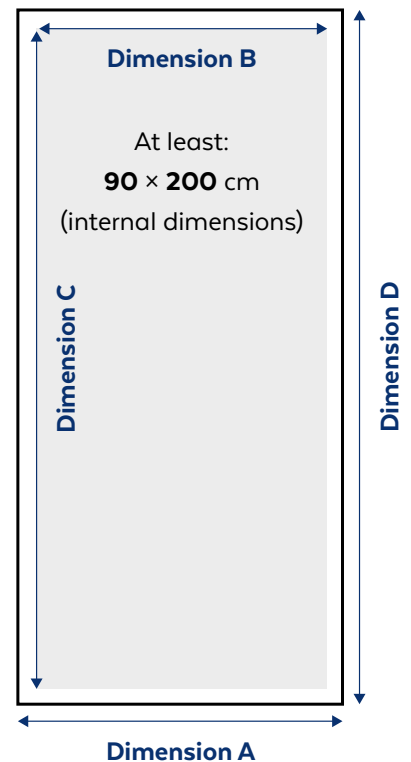 Dimension B
At least:
90 × 200 cm
(internal dimensions)
Dimension C
Dimension D
Dimension A